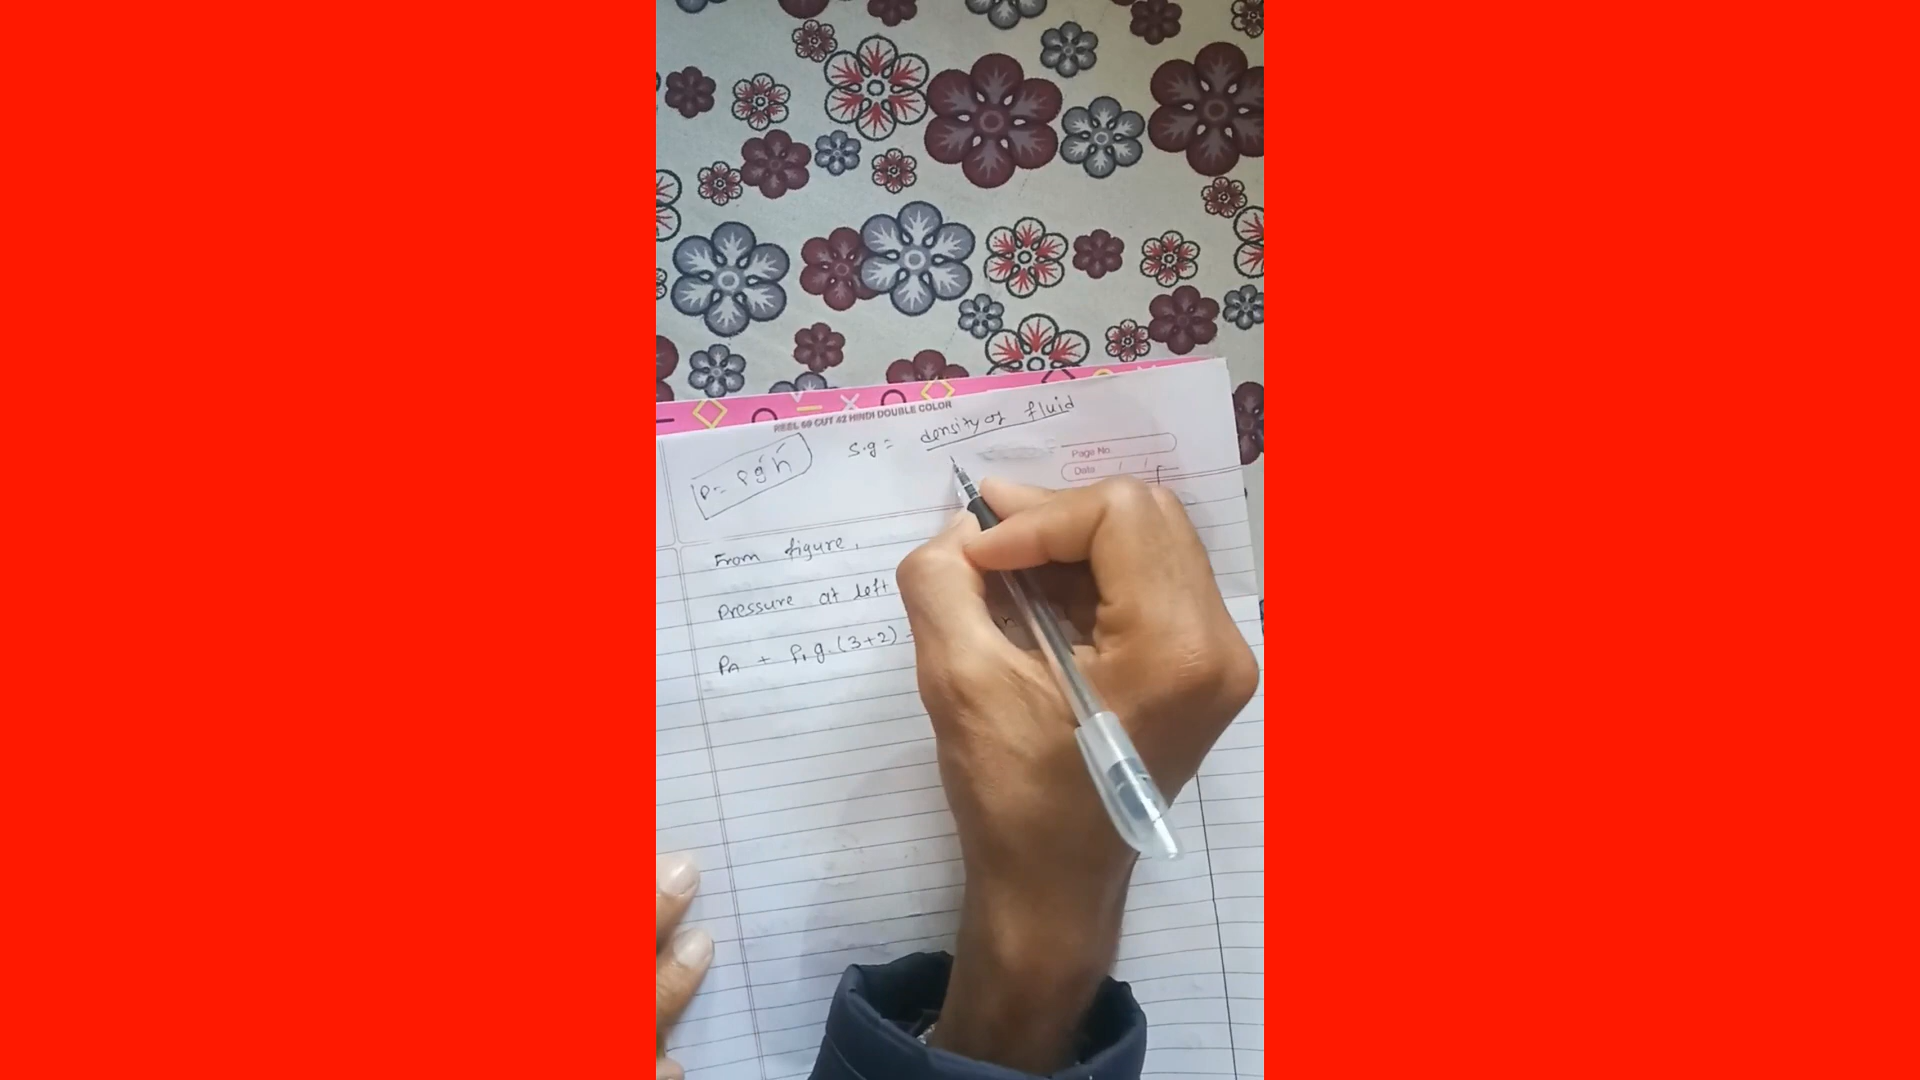 REEL 60 CUT 42 HINDI DOUBLE COLOR
S.g = density of fluid
P = ρgh
Page No
Date / /
From figure,
Pressure at left
PA + ρ1 g.(3+2) =